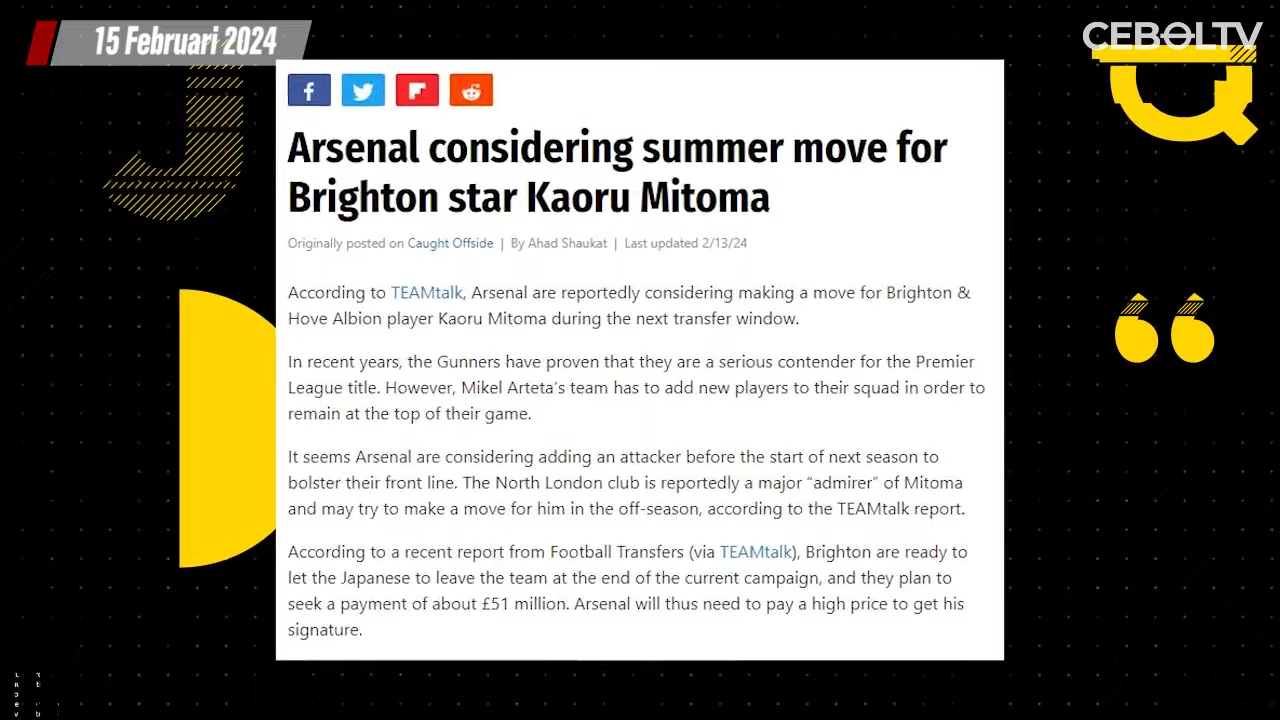 15 Februari 2024
CEBOLTV
Arsenal considering summer move for
Brighton star Kaoru Mitoma
Originally posted on Caught Offside | By Ahad Shaukat | Last updated 2/13/24
According to TEAMtalk, Arsenal are reportedly considering making a move for Brighton &
Hove Albion player Kaoru Mitoma during the next transfer window.
In recent years, the Gunners have proven that they are a serious contender for the Premier
League title. However, Mikel Arteta's team has to add new players to their squad in order to
remain at the top of their game.
It seems Arsenal are considering adding an attacker before the start of next season to
bolster their front line. The North London club is reportedly a major “admirer” of Mitoma
and may try to make a move for him in the off-season, according to the TEAMtalk report.
According to a recent report from Football Transfers (via TEAMtalk), Brighton are ready to
let the Japanese to leave the team at the end of the current campaign, and they plan to
seek a payment of about £51 million. Arsenal will thus need to pay a high price to get his
signature.